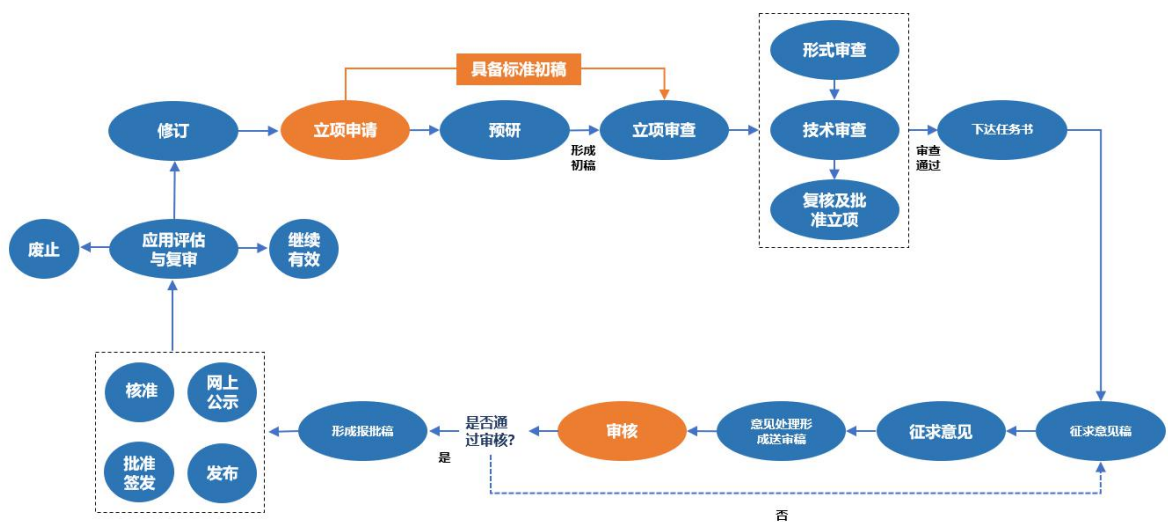 具备标准初稿
形式审查
修订
立项申请
预研
形成
初稿
立项审查
技术审查
审查
通过
下达任务书
复核及批
准立项
废止
应用评估
与复审
继续
有效
核准
网上
公示
批准
签发
发布
形成报批稿
是否通
过审核?
是
审核
意见处理形
成送审稿
征求意见
征求意见稿
否